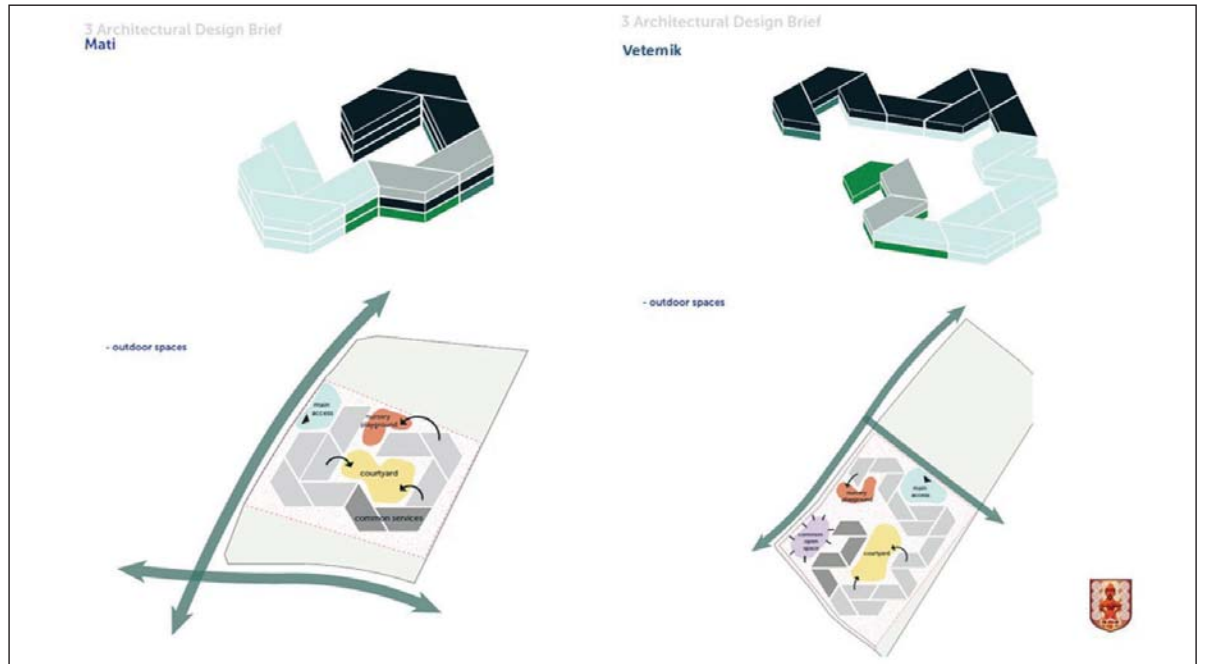 3 Architectural Design Brief
Mati
- outdoor spaces
main
access
nursery
playground
courtyard
common services
3 Architectural Design Brief
Veternik
- outdoor spaces
nursery
playground
main
access
common
open
space
courtyard